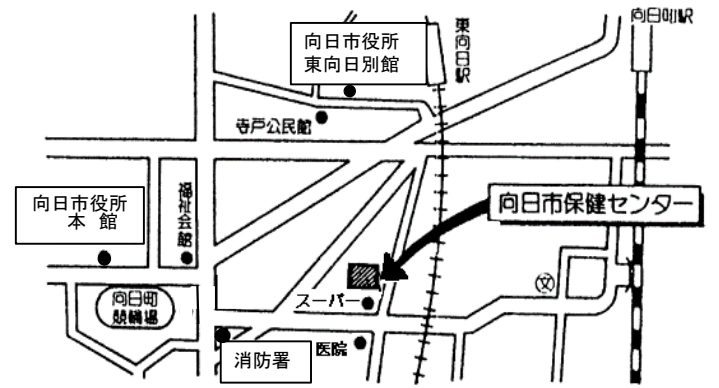 向日町駅
向日市役所
東向日別館
東向日駅
寺戸公民館
向日市役所
本 館
福祉会館
向日市保健センター
文
スーパー
向日町
競輪場
消防署
医院